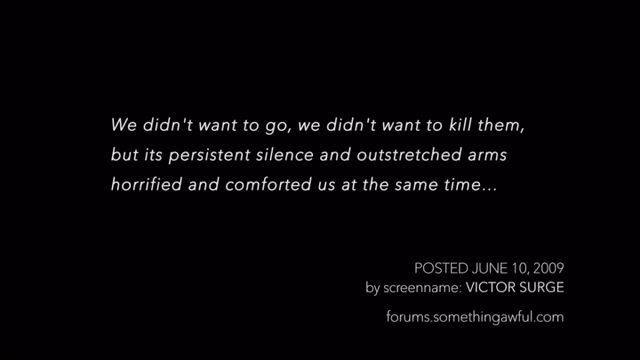 We didn't want to go, we didn't want to kill them,
but its persistent silence and outstretched arms
horrified and comforted us at the same time...
POSTED JUNE 10, 2009
by screenname: VICTOR SURGE
forums.somethingawful.com